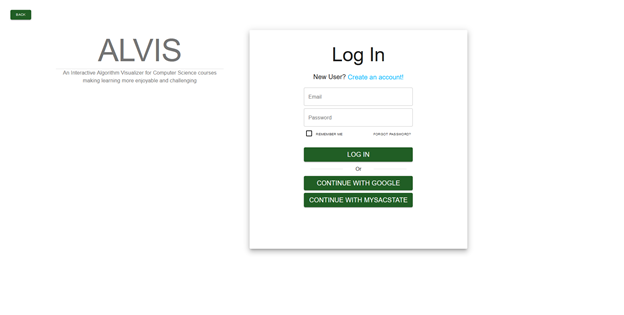 BACK
ALVIS
An Interactive Algorithm Visualizer for Computer Science courses
making learning more enjoyable and challenging
Log In
New User? Create an account!
Email
Password
REMEMBER ME
FORGOT PASSWORD?
LOG IN
Or
CONTINUE WITH GOOGLE
CONTINUE WITH MYSACSTATE